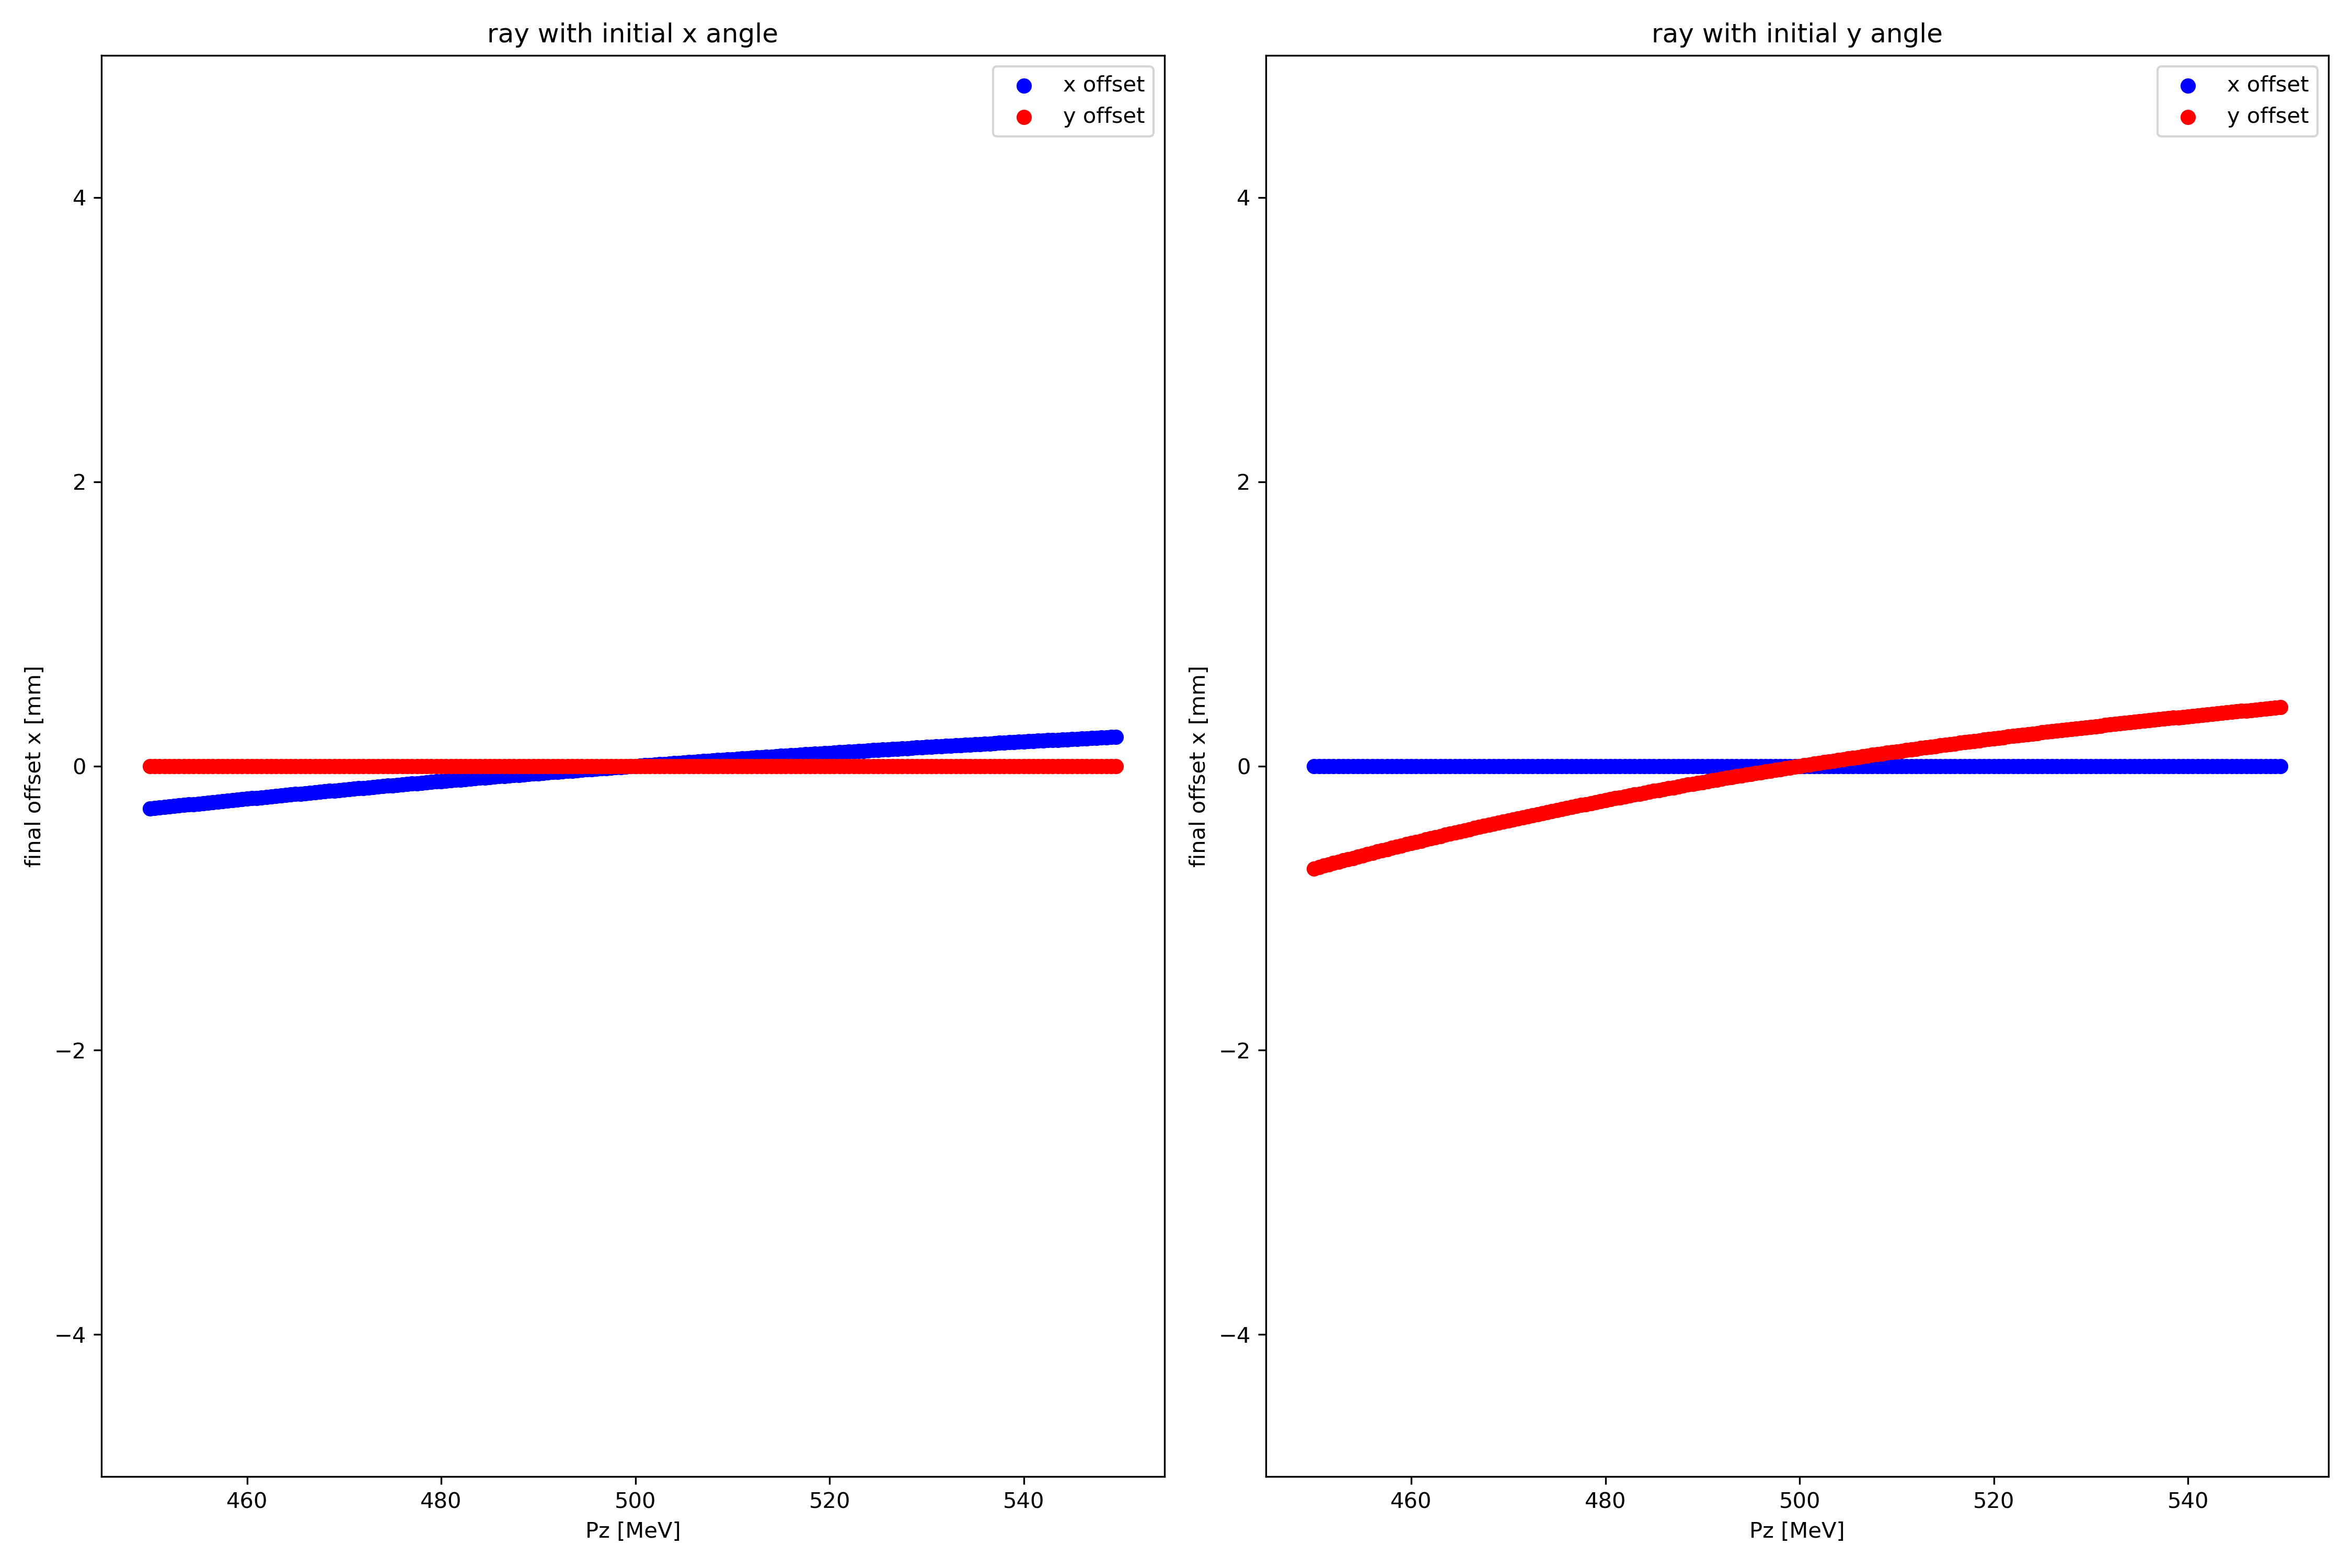 ray with initial x angle
x offset
y offset
4
2
0
−2
−4
final offset x [mm]
460
480
500
520
540
Pz [MeV]
ray with initial y angle
x offset
y offset
4
2
0
−2
−4
final offset x [mm]
460
480
500
520
540
Pz [MeV]